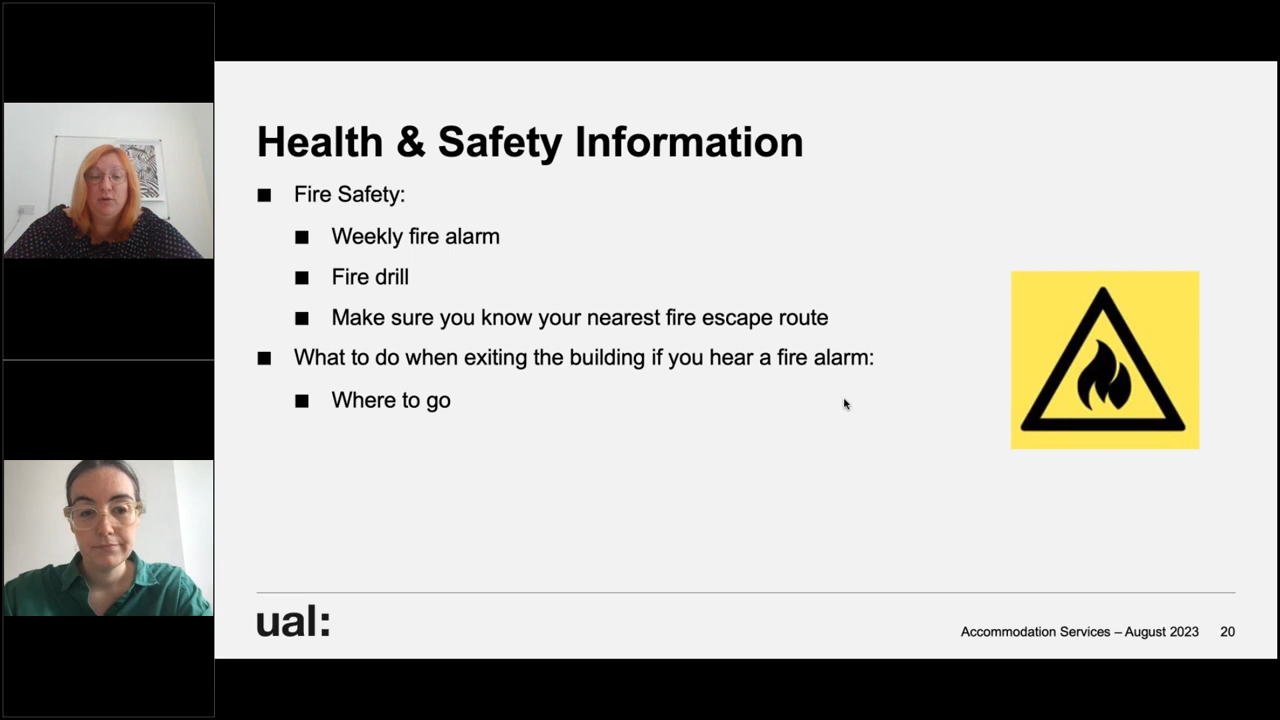 Health & Safety Information
Fire Safety:
Weekly fire alarm
Fire drill
Make sure you know your nearest fire escape route
What to do when exiting the building if you hear a fire alarm:
Where to go
ual:
Accommodation Services – August 2023 20